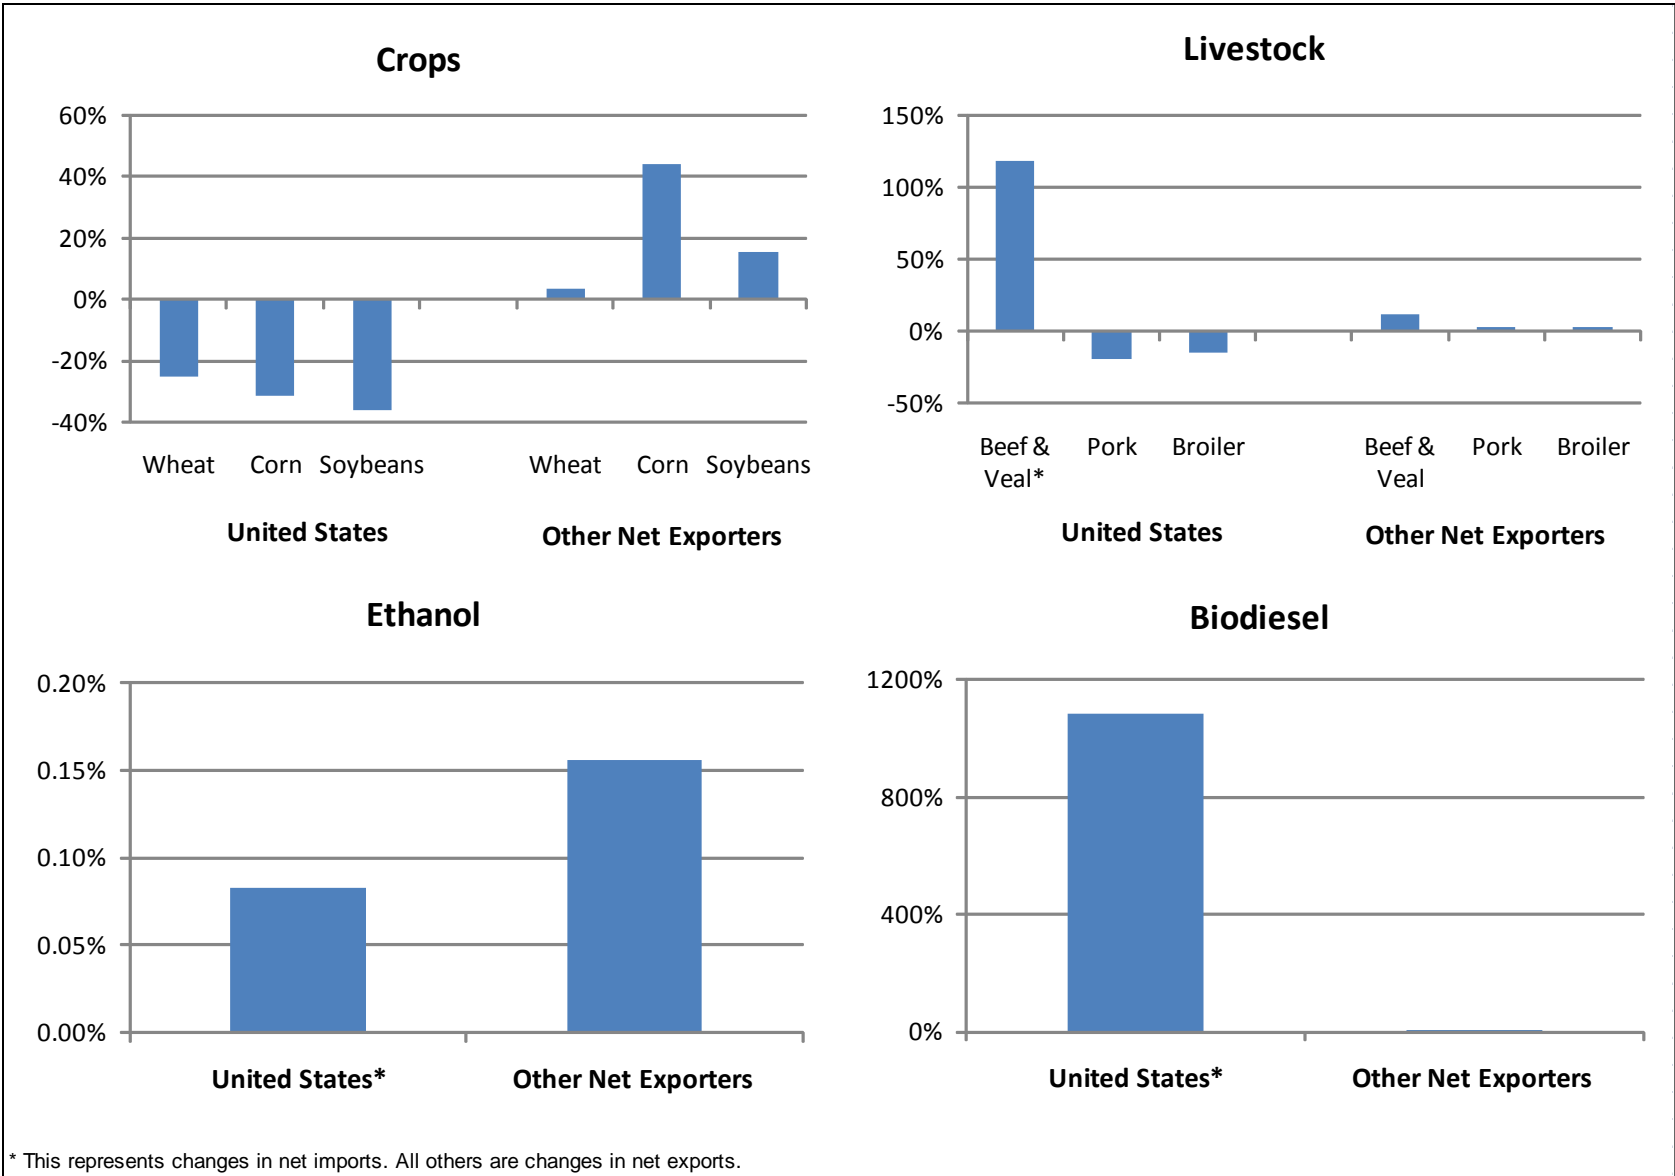 Crops
60%
40%
20%
0%
-20%
-40%
Wheat Corn Soybeans Wheat Corn Soybeans
United States Other Net Exporters
Livestock
150%
100%
50%
0%
-50%
Beef & Veal* Pork Broiler Beef & Veal Pork Broiler
United States Other Net Exporters
Ethanol
0.20%
0.15%
0.10%
0.05%
0.00%
United States* Other Net Exporters
Biodiesel
1200%
800%
400%
0%
United States* Other Net Exporters
* This represents changes in net imports. All others are changes in net exports.